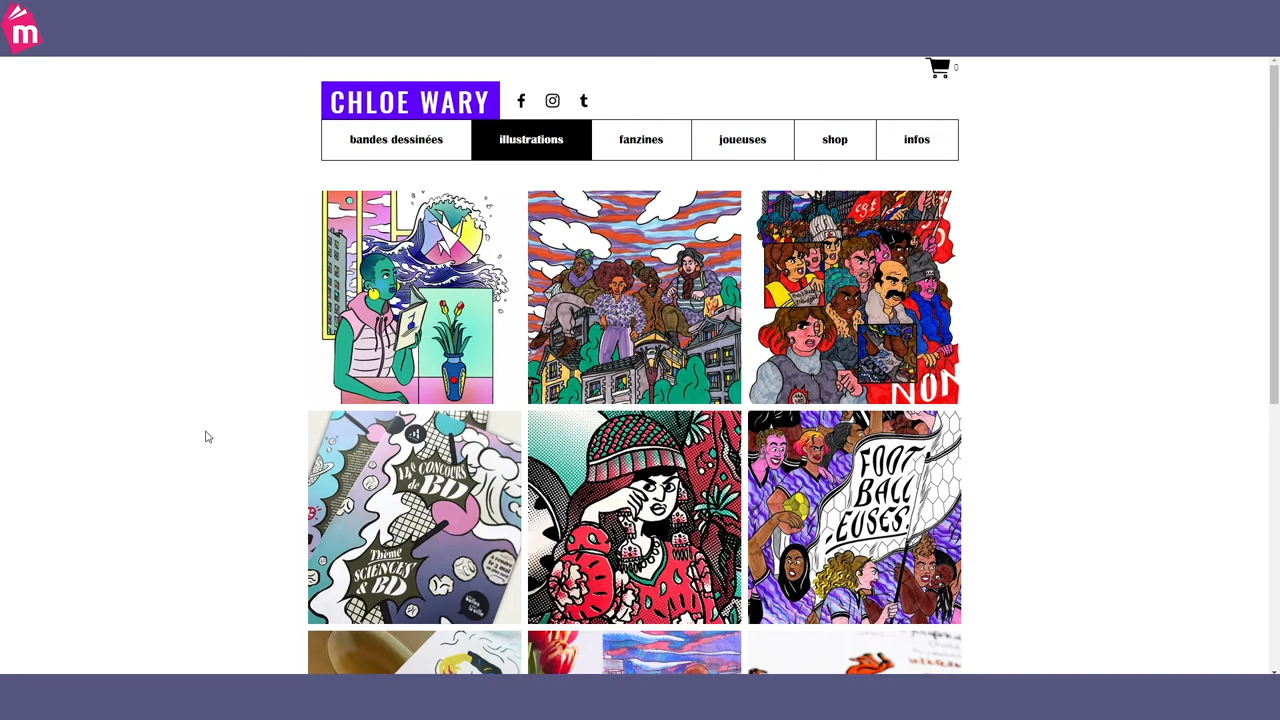 m
0
CHLOE WARY
bandes dessinées
illustrations
fanzines
joueuses
shop
infos
cgt
NON
14e CONCOURS
de BD
Thème
SCIENCES
& BD
FOOT
BALL
EUSES.